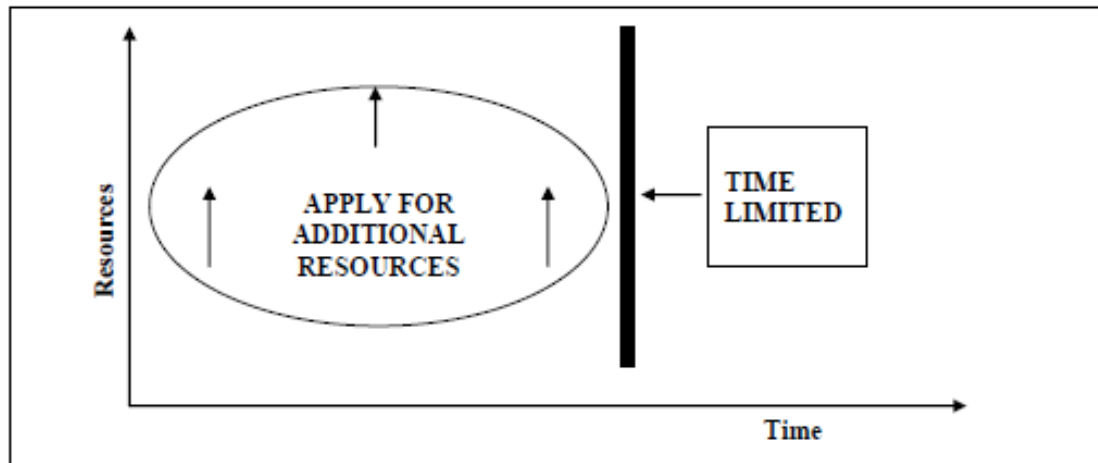 Resources
APPLY FOR
ADDITIONAL
RESOURCES
TIME
LIMITED
Time